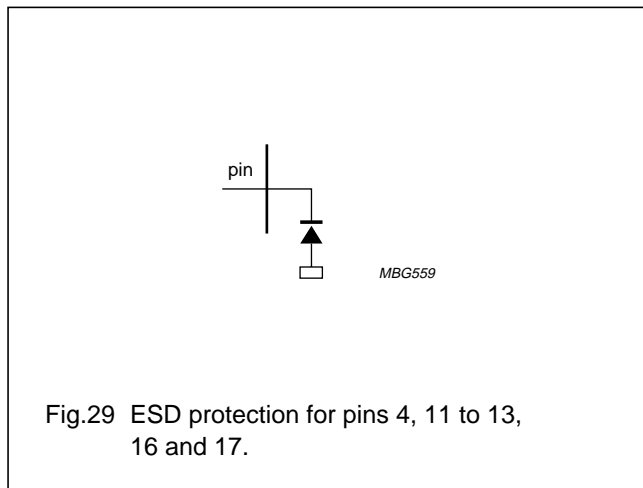 pin
MBG559
Fig.29 ESD protection for pins 4, 11 to 13,
16 and 17.